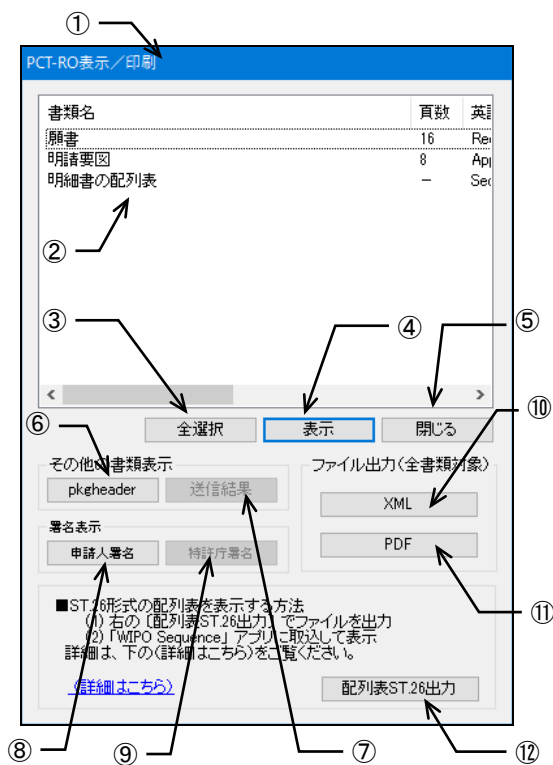 ①
PCT-RO表示／印刷
書類名 頁数 英語
願書 16 Re
明請要図 8 Ap
明細書の配列表 － Se
②
③ ④ ⑤
全選択 表示 閉じる
⑥ ⑩
その他の書類表示 ファイル出力(全書類対象)
pkgheader 送信結果 XML
署名表示
申請人署名 特許庁署名 PDF
⑪
■ST.26形式の配列表を表示する方法
(1) 右の〔配列表ST.26出力〕でファイルを出力
(2)「WIPO Sequence」アプリに取込して表示
詳細は、下の〈詳細はこちら〉をご覧ください。
〈詳細はこちら〉 配列表ST.26出力
⑧ ⑨ ⑦ ⑫